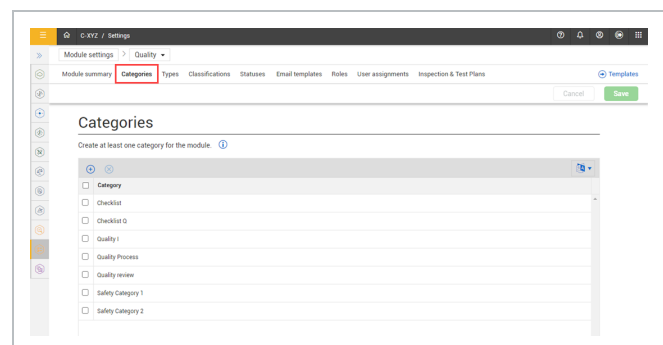 C-XYZ / Settings
Module settings > Quality
Module summary Categories Types Classifications Statuses Email templates Roles User assignments Inspection & Test Plans Templates
Cancel Save
Categories
Create at least one category for the module.
Category
Checklist
Checklist Q
Quality I
Quality Process
Quality review
Safety Category 1
Safety Category 2